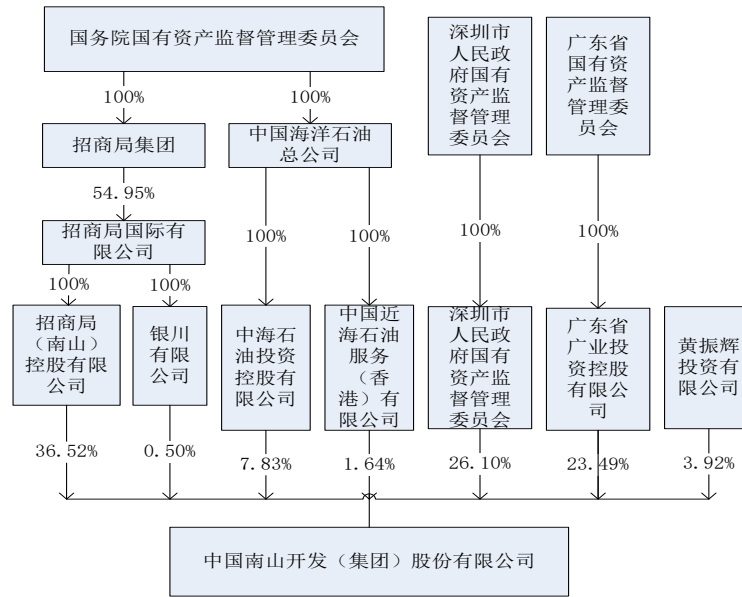 国务院国有资产监督管理委员会
深圳市
人民政
府国有
资产监
督管理
委员会
广东省
国有资
产监督
管理委
员会
100%
100%
招商局集团
中国海洋石油
总公司
54.95%
招商局国际有
限公司
100%
100%
100%
100%
100%
100%
招商局
（南山）
控股有限
公司
银川
有限
公司
中海石
油投资
控股有
限公司
中国近
海石油
服务
（香
港）有
限公司
深圳市
人民政
府国有
资产监
督管理
委员会
广东省
广业投
资控股
有限公
司
黄振辉
投资有
限公司
36.52%
0.50%
7.83%
1.64%
26.10%
23.49%
3.92%
中国南山开发（集团）股份有限公司